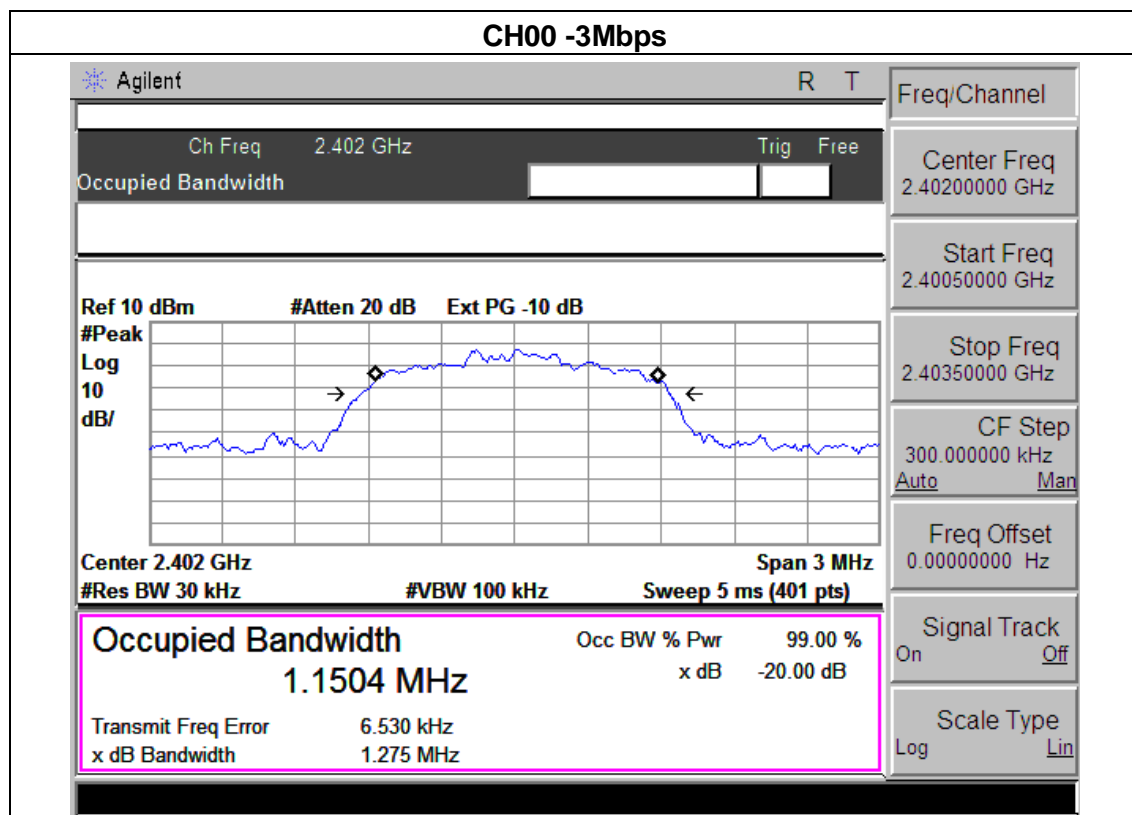 CH00 -3Mbps
Agilent R T
Ch Freq 2.402 GHz Trig Free
Occupied Bandwidth
Ref 10 dBm #Atten 20 dB Ext PG -10 dB
#Peak
Log
10
dB/
Center 2.402 GHz Span 3 MHz
#Res BW 30 kHz #VBW 100 kHz Sweep 5 ms (401 pts)
Occupied Bandwidth Occ BW % Pwr 99.00 %
1.1504 MHz x dB -20.00 dB
Transmit Freq Error 6.530 kHz
x dB Bandwidth 1.275 MHz
Freq/Channel
Center Freq
2.40200000 GHz
Start Freq
2.40050000 GHz
Stop Freq
2.40350000 GHz
CF Step
300.000000 kHz
Auto Man
Freq Offset
0.00000000 Hz
Signal Track
On Off
Scale Type
Log Lin